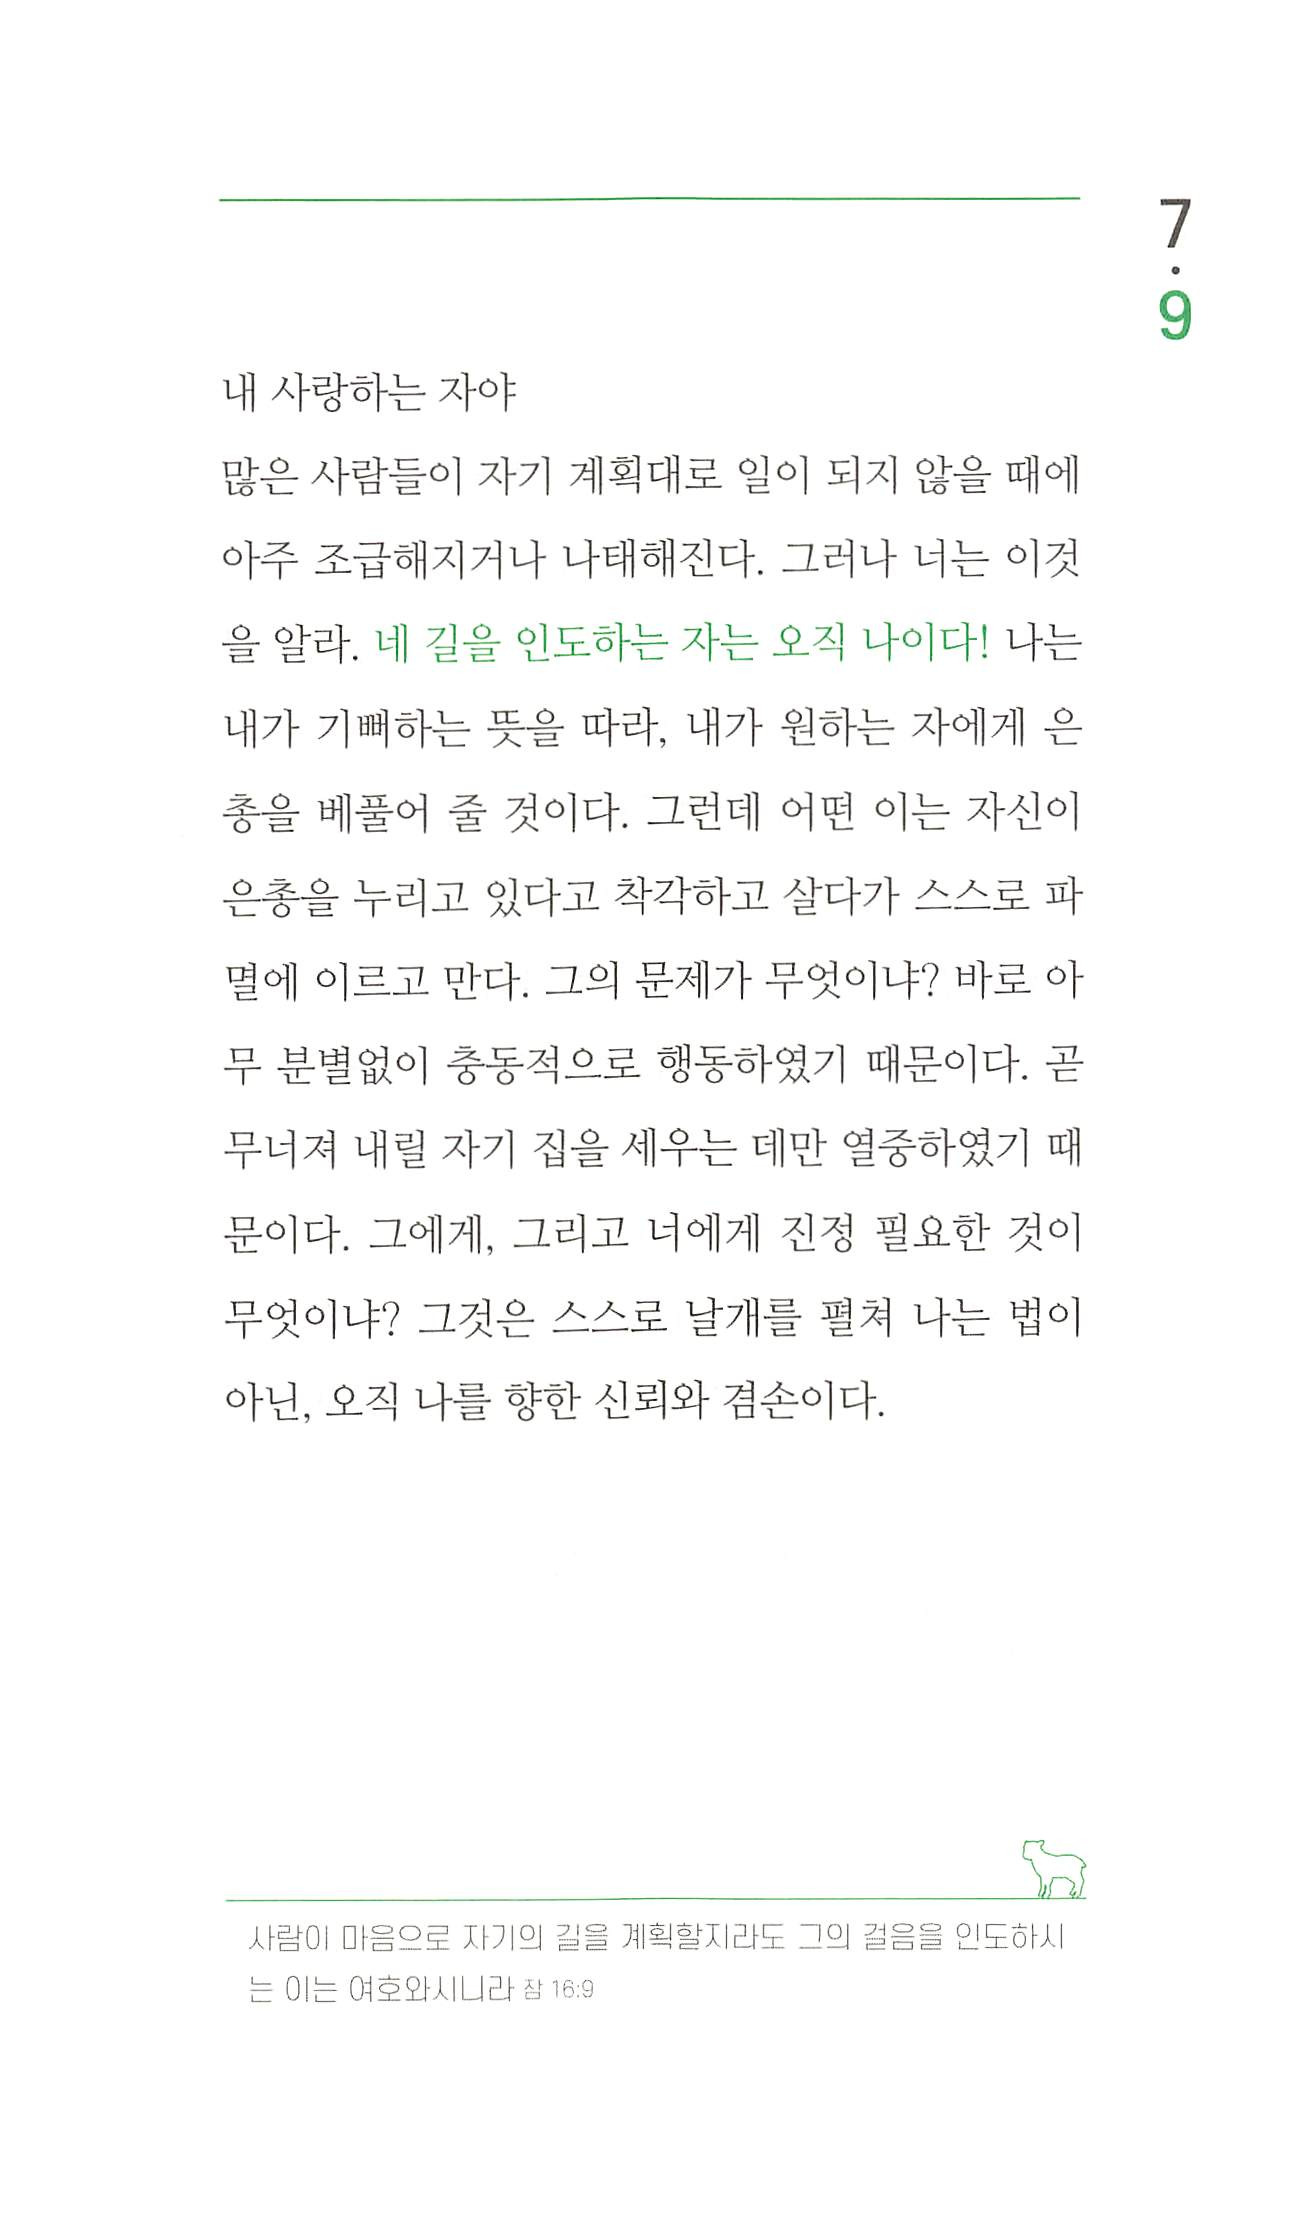 7
·
9
내 사랑하는 자야
많은 사람들이 자기 계획대로 일이 되지 않을 때에
아주 조급해지거나 나태해진다. 그러나 너는 이것
을 알라. 네 길을 인도하는 자는 오직 나이다! 나는
내가 기뻐하는 뜻을 따라, 내가 원하는 자에게 은
총을 베풀어 줄 것이다. 그런데 어떤 이는 자신이
은총을 누리고 있다고 착각하고 살다가 스스로 파
멸에 이르고 만다. 그의 문제가 무엇이냐? 바로 아
무 분별없이 충동적으로 행동하였기 때문이다. 곧
무너져 내릴 자기 집을 세우는 데만 열중하였기 때
문이다. 그에게, 그리고 너에게 진정 필요한 것이
무엇이냐? 그것은 스스로 날개를 펼쳐 나는 법이
아닌, 오직 나를 향한 신뢰와 겸손이다.
사람이 마음으로 자기의 길을 계획할지라도 그의 걸음을 인도하시
는 이는 여호와시니라 잠 16:9